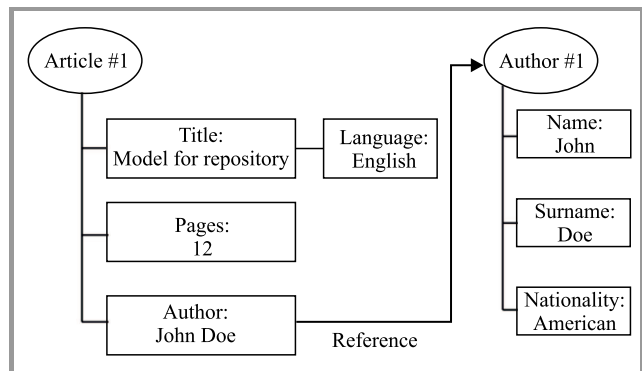 Article #1
Title:
Model for repository
Language:
English
Pages:
12
Author:
John Doe
Reference
Author #1
Name:
John
Surname:
Doe
Nationality:
American